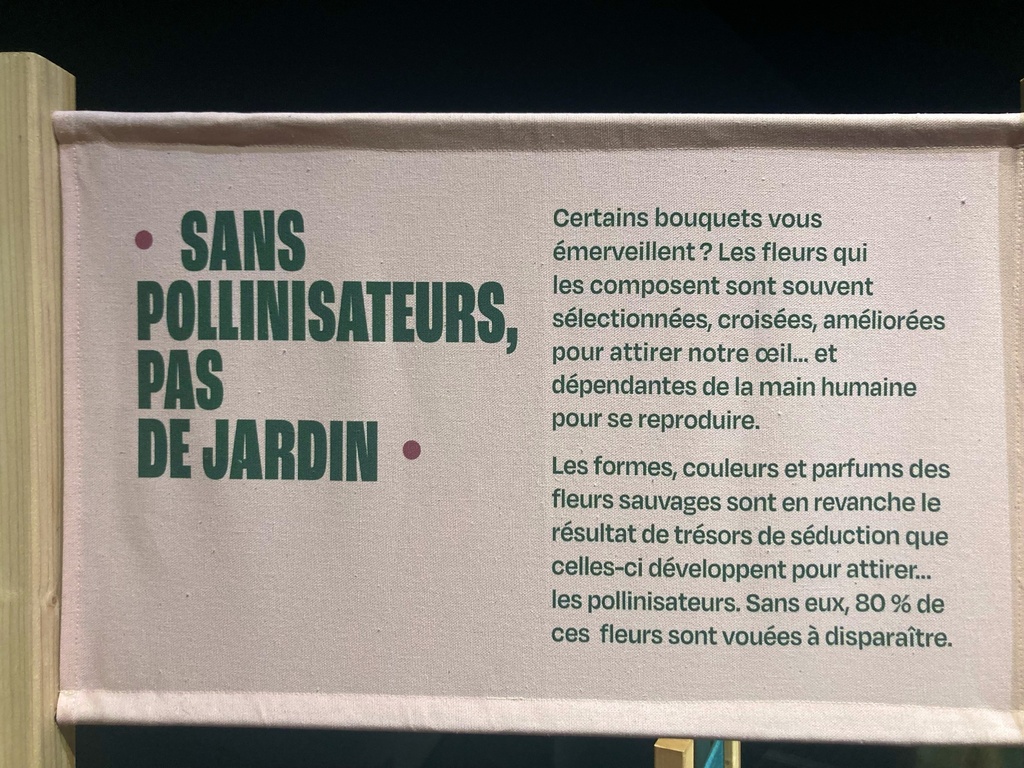 • SANS
POLLINISATEURS,
PAS
DE JARDIN •
Certains bouquets vous
émerveillent ? Les fleurs qui
les composent sont souvent
sélectionnées, croisées, améliorées
pour attirer notre œil... et
dépendantes de la main humaine
pour se reproduire.
Les formes, couleurs et parfums des
fleurs sauvages sont en revanche le
résultat de trésors de séduction que
celles-ci développent pour attirer...
les pollinisateurs. Sans eux, 80 % de
ces fleurs sont vouées à disparaître.